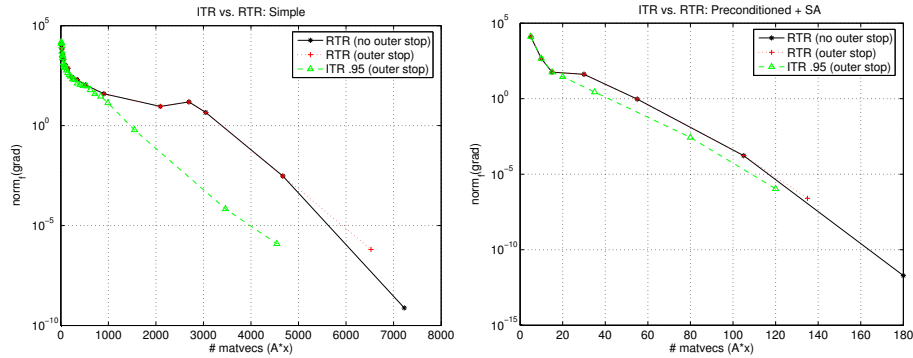 ITR vs. RTR: Simple
10^5
10^0
10^-5
10^-10
norm_f(grad)
0 1000 2000 3000 4000 5000 6000 7000 8000
# matvecs (A*x)
RTR (no outer stop)
RTR (outer stop)
ITR .95 (outer stop)
ITR vs. RTR: Preconditioned + SA
10^5
10^0
10^-5
10^-10
10^-15
norm_f(grad)
0 20 40 60 80 100 120 140 160 180
# matvecs (A*x)
RTR (no outer stop)
RTR (outer stop)
ITR .95 (outer stop)